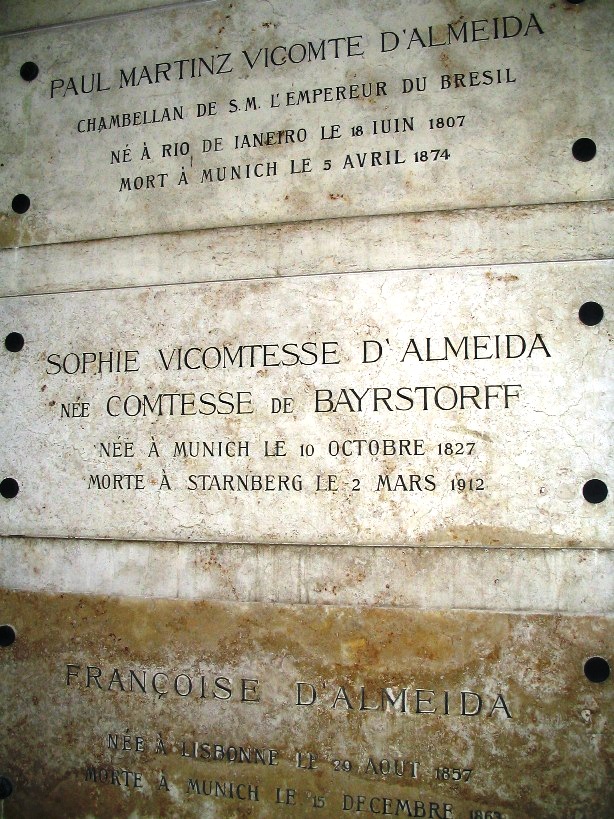 PAUL MARTINZ VICOMTE D'ALMEIDA
CHAMBELLAN DE S.M. L'EMPEREUR DU BRESIL
NÉ À RIO DE IANEIRO LE 18 IUIN 1807
MORT À MUNICH LE 5 AVRIL 1874
SOPHIE VICOMTESSE D'ALMEIDA
NÉE COMTESSE DE BAYRSTORFF
NÉE À MUNICH LE 10 OCTOBRE 1827
MORTE À STARNBERG LE 2 MARS 1912
FRANÇOISE D'ALMEIDA
NÉE À LISBONNE LE 29 AOUT 1857
MORTE À MUNICH LE 15 DECEMBRE 1863